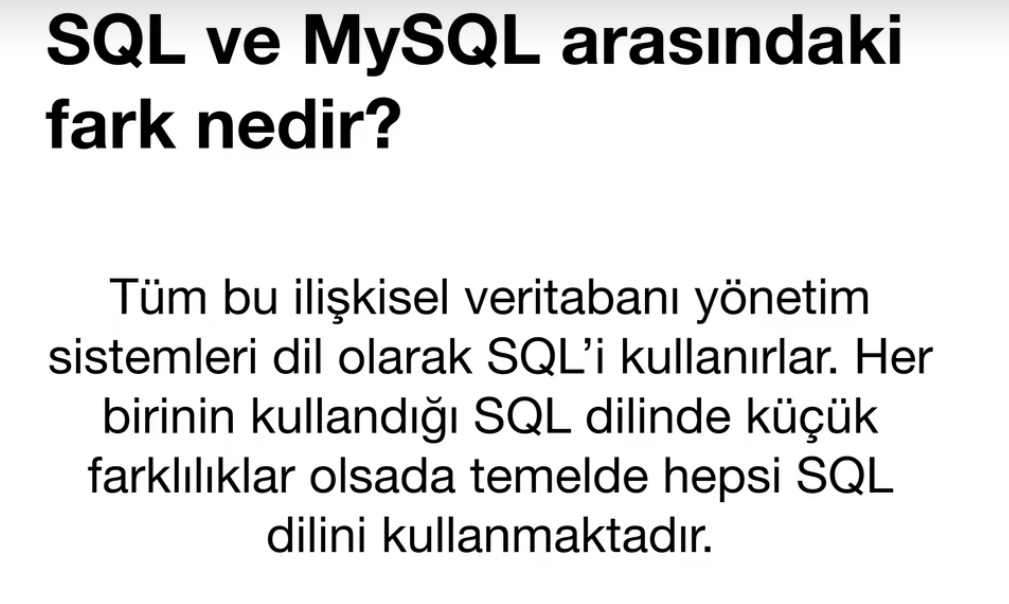 SQL ve MySQL arasındaki
fark nedir?
Tüm bu ilişkisel veritabanı yönetim
sistemleri dil olarak SQL’i kullanırlar. Her
birinin kullandığı SQL dilinde küçük
farklılıklar olsada temelde hepsi SQL
dilini kullanmaktadır.